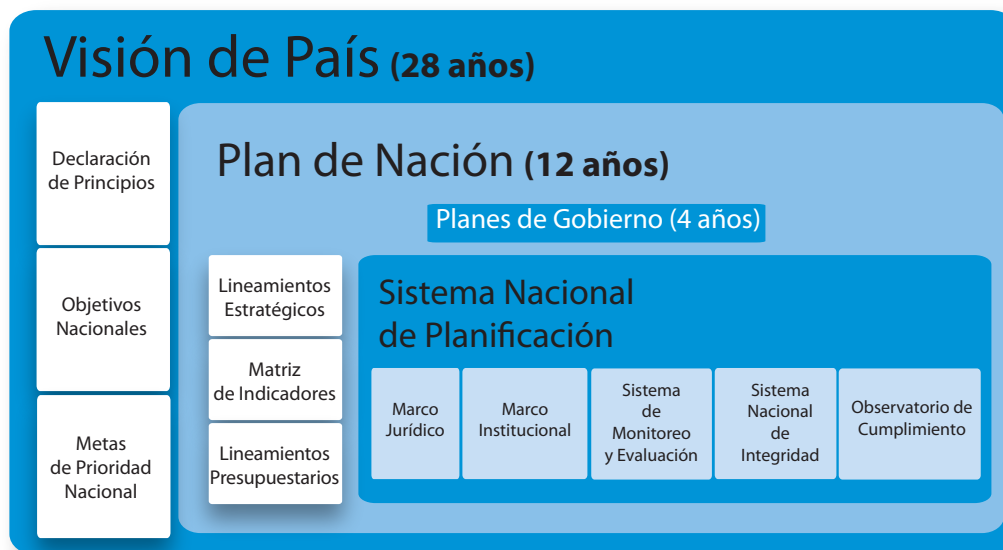 Visión de País (28 años)
Declaración
de Principios
Objetivos
Nacionales
Metas
de Prioridad
Nacional
Plan de Nación (12 años)
Planes de Gobierno (4 años)
Lineamientos
Estratégicos
Matriz
de Indicadores
Lineamientos
Presupuestarios
Sistema Nacional
de Planificación
Marco
Jurídico
Marco
Institucional
Sistema
de
Monitoreo
y Evaluación
Sistema
Nacional
de
Integridad
Observatorio de
Cumplimiento